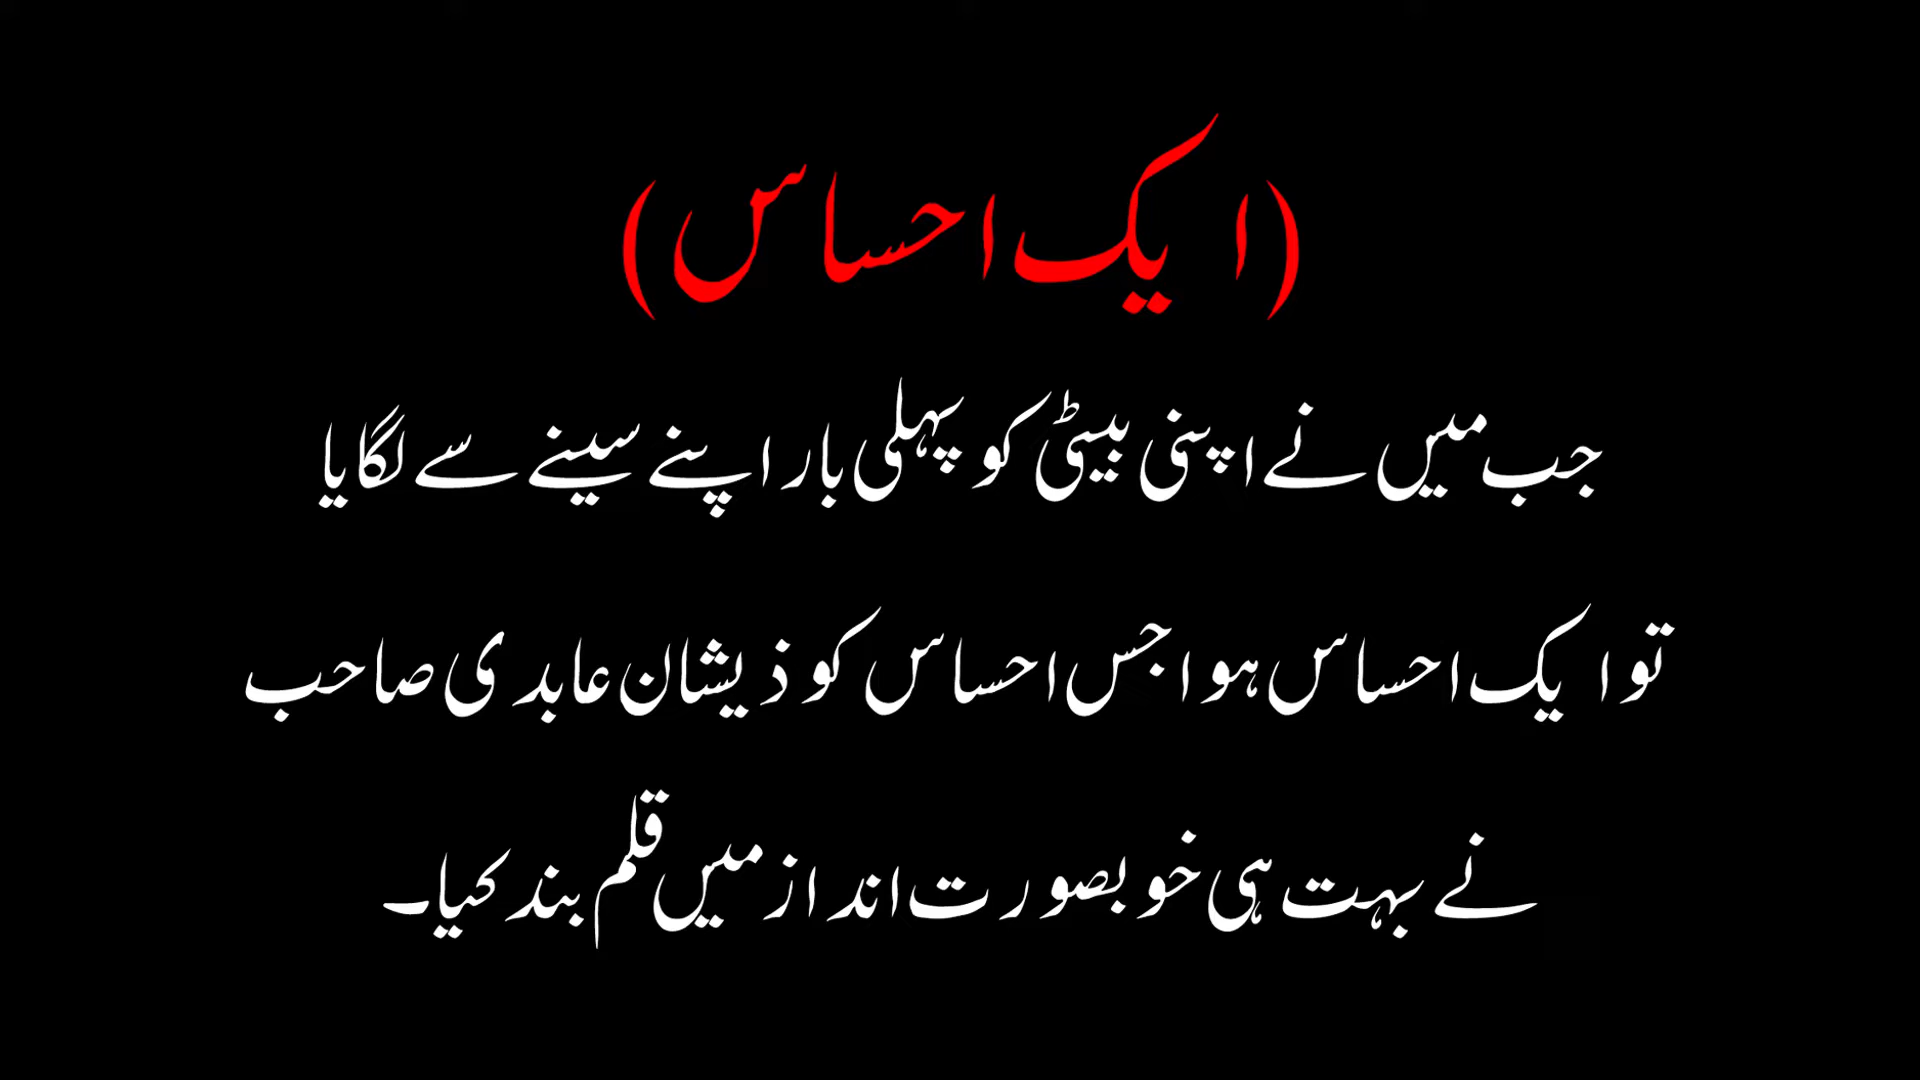 (ایک احساس)
جب میں نے اپنی بیٹی کو پہلی بار اپنے سینے سے لگایا
تو ایک احساس ہوا جس احساس کو ذیشان عابدی صاحب
نے بہت ہی خوبصورت انداز میں قلم بند کیا۔